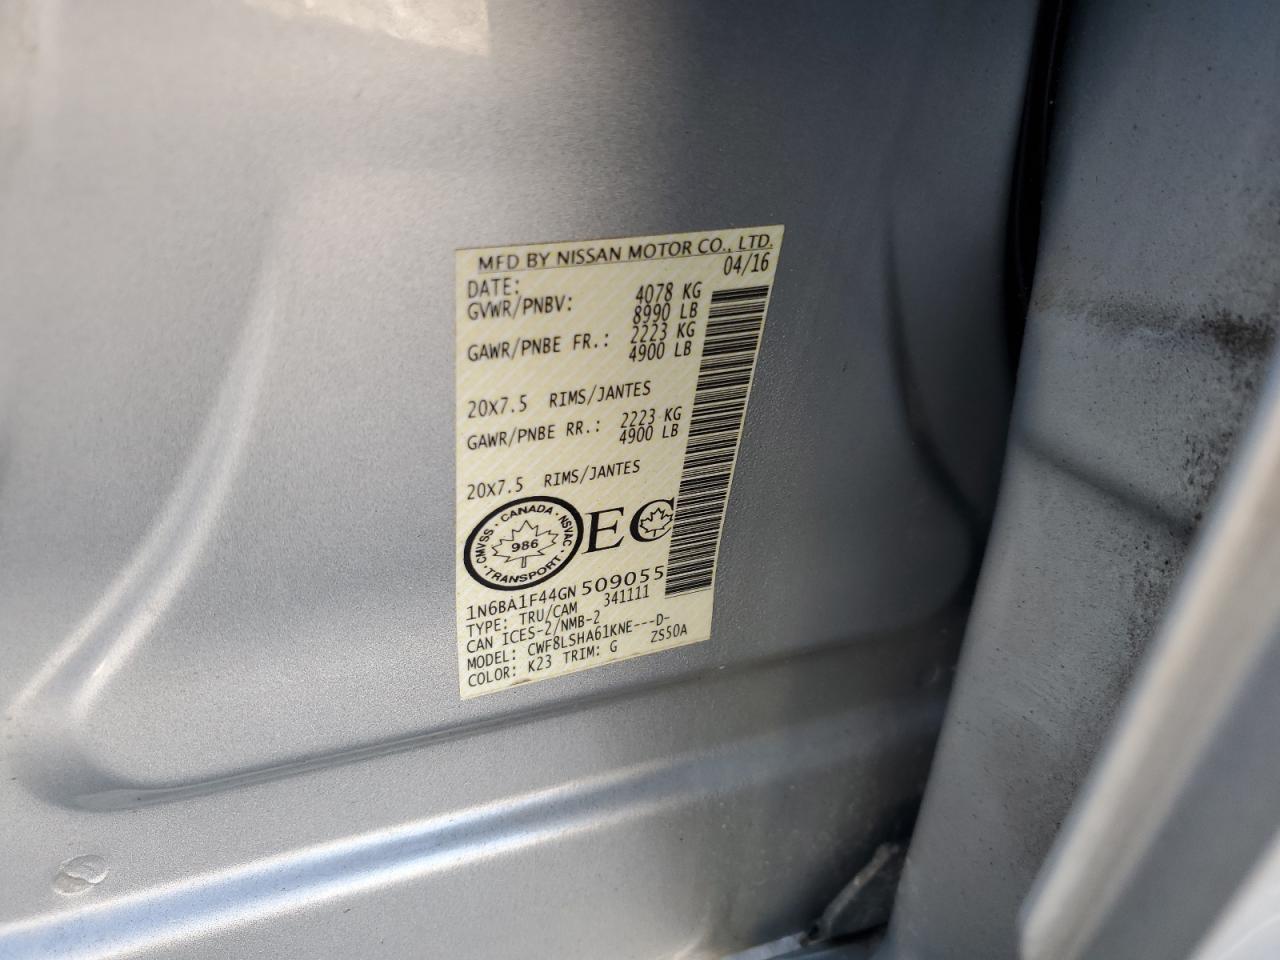 MFD BY NISSAN MOTOR CO., LTD.
DATE: 04/16
GVWR/PNBV: 4078 KG
8990 LB
GAWR/PNBE FR.: 2223 KG
4900 LB
20X7.5 RIMS/JANTES
GAWR/PNBE RR.: 2223 KG
4900 LB
20X7.5 RIMS/JANTES
CMVSS · CANADA · NSVAC · TRANSPORT ·
986
EC
1N6BA1F44GN509055
TYPE: TRU/CAM 341111
CAN ICES-2/NMB-2
MODEL: CWF8LSHA61KNE---D-
COLOR: K23 TRIM: G ZS50A